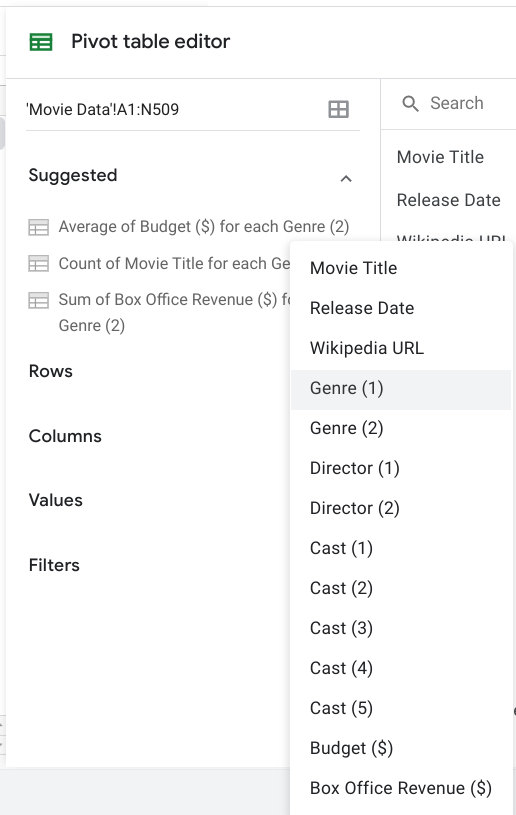 Pivot table editor
'Movie Data'!A1:N509
Search
Suggested
Movie Title
Release Date
Wikipedia URL
Average of Budget ($) for each Genre (2)
Count of Movie Title for each Ge
Sum of Box Office Revenue ($) fo
Genre (2)
Rows
Columns
Values
Filters
Movie Title
Release Date
Wikipedia URL
Genre (1)
Genre (2)
Director (1)
Director (2)
Cast (1)
Cast (2)
Cast (3)
Cast (4)
Cast (5)
Budget ($)
Box Office Revenue ($)